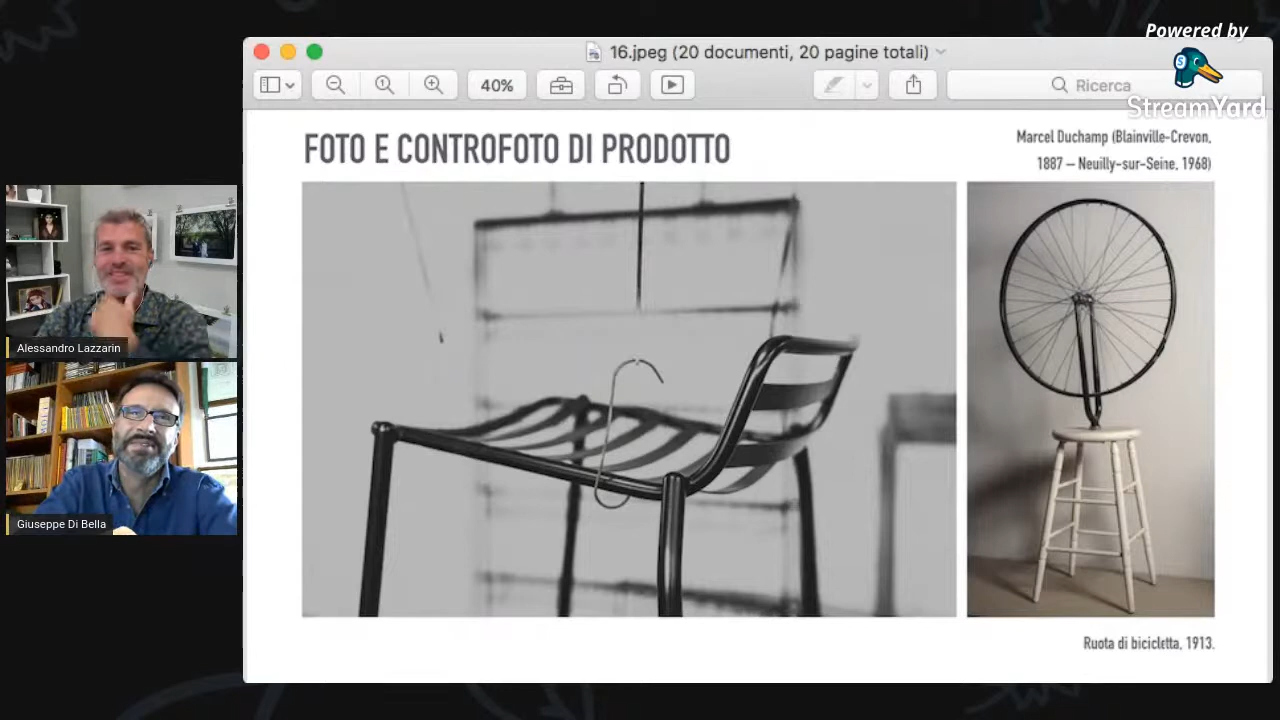 Powered by
StreamYard
16.jpeg (20 documenti, 20 pagine totali)
40%
Ricerca
FOTO E CONTROFOTO DI PRODOTTO
Marcel Duchamp (Blainville-Crevon,
1887 – Neuilly-sur-Seine, 1968)
Alessandro Lazzarin
Giuseppe Di Bella
Ruota di bicicletta, 1913.